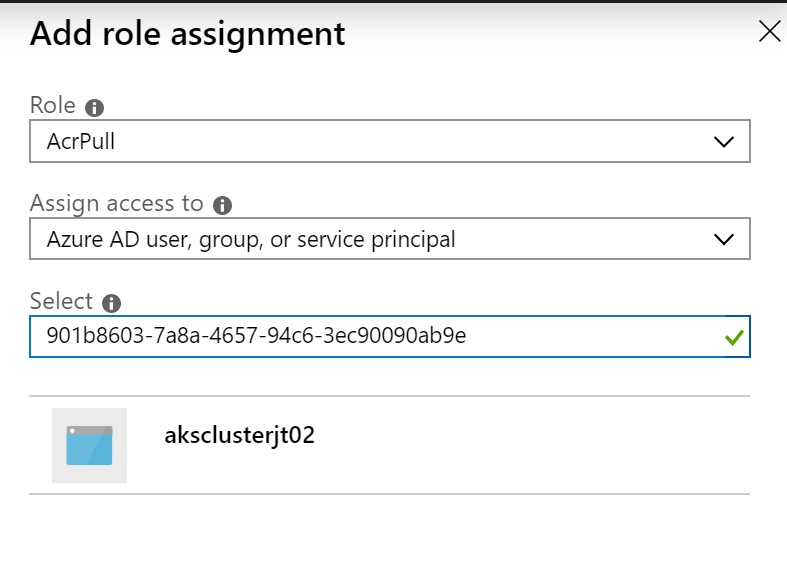 Add role assignment
Role
AcrPull
Assign access to
Azure AD user, group, or service principal
Select
901b8603-7a8a-4657-94c6-3ec90090ab9e
aksclusterjt02